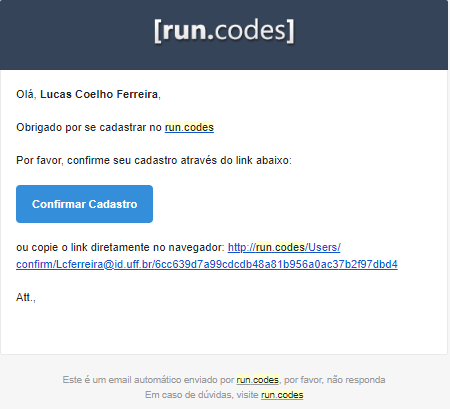 [run.codes]
Olá, Lucas Coelho Ferreira,
Obrigado por se cadastrar no run.codes
Por favor, confirme seu cadastro através do link abaixo:
Confirmar Cadastro
ou copie o link diretamente no navegador: http://run.codes/Users/
confirm/Lcferreira@id.uff.br/6cc639d7a99cdcdb48a81b956a0ac37b2f97dbd4
Att.,
Este é um email automático enviado por run.codes, por favor, não responda
Em caso de dúvidas, visite run.codes